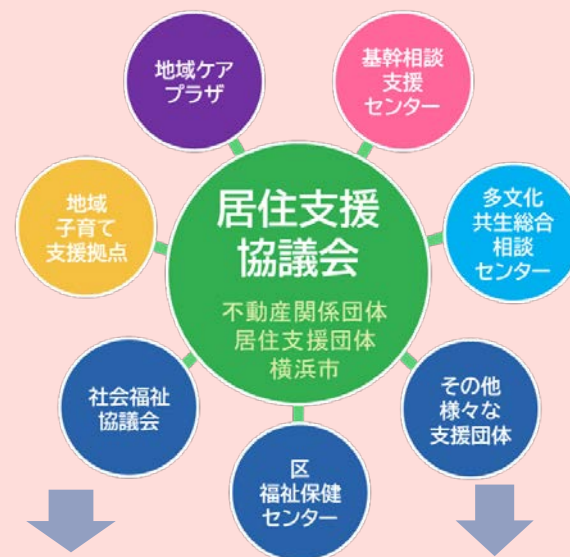 地域ケア
プラザ
基幹相談
支援
センター
地域
子育て
支援拠点
居住支援
協議会
不動産関係団体
居住支援団体
横浜市
多文化
共生総合
相談
センター
社会福祉
協議会
区
福祉保健
センター
その他
様々な
支援団体